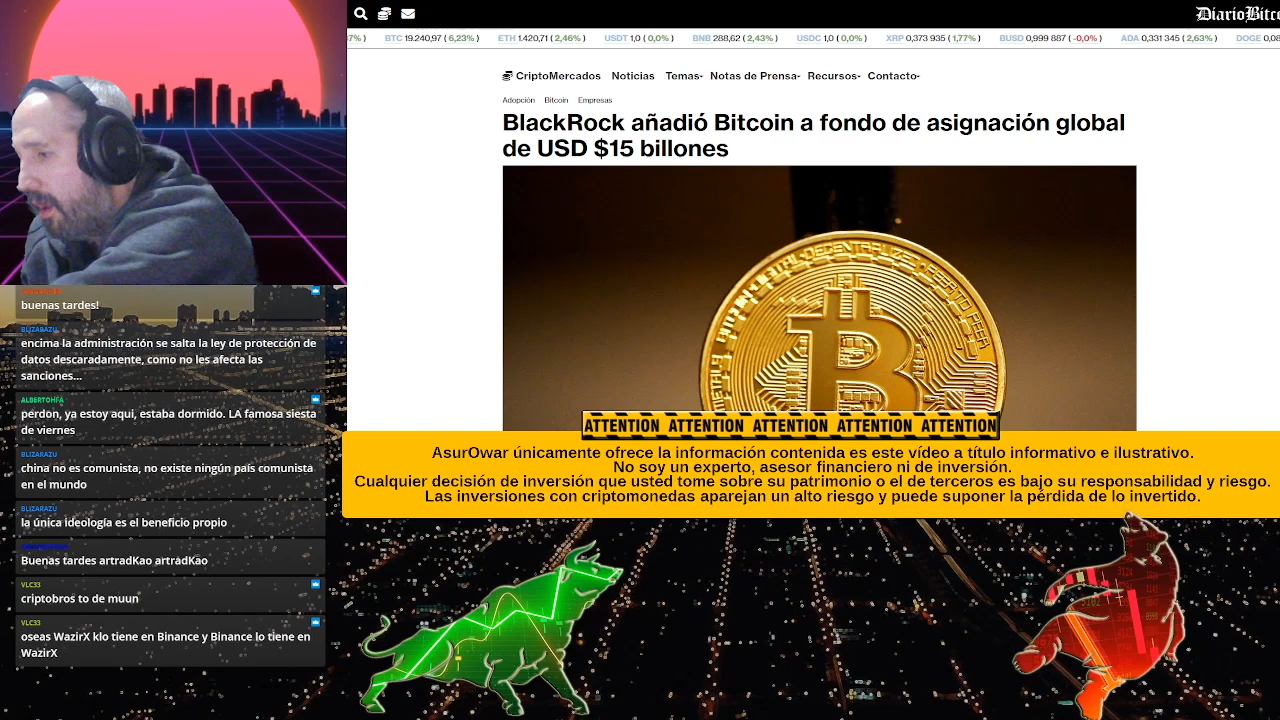 DiarioBitc
7% ) BTC 19.240,97 ( 6,23% ) ETH 1.420,71 ( 2,46% ) USDT 1,0 ( 0,0% ) BNB 288,62 ( 2,43% ) USDC 1,0 ( 0,0% ) XRP 0,373 935 ( 1,77% ) BUSD 0,999 887 ( -0,0% ) ADA 0,331 345 ( 2,63% ) DOGE 0,08
CriptoMercados Noticias Temas Notas de Prensa Recursos Contacto
Adopción Bitcoin Empresas
BlackRock añadió Bitcoin a fondo de asignación global
de USD $15 billones
ATTENTION ATTENTION ATTENTION ATTENTION ATTENTION
AsurOwar únicamente ofrece la información contenida es este vídeo a título informativo e ilustrativo.
No soy un experto, asesor financiero ni de inversión.
Cualquier decisión de inversión que usted tome sobre su patrimonio o el de terceros es bajo su responsabilidad y riesgo.
Las inversiones con criptomonedas aparejan un alto riesgo y puede suponer la pérdida de lo invertido.
buenas tardes!
BLIZARAZU
encima la administración se salta la ley de protección de
datos descaradamente, como no les afecta las
sanciones...
ALBERTOHFA
perdon, ya estoy aqui, estaba dormido. LA famosa siesta
de viernes
BLIZARAZU
china no es comunista, no existe ningún país comunista
en el mundo
BLIZARAZU
la única ideología es el beneficio propio
Buenas tardes artradKao artradKao
VLC33
criptobros to de muun
VLC33
oseas WazirX klo tiene en Binance y Binance lo tiene en
WazirX